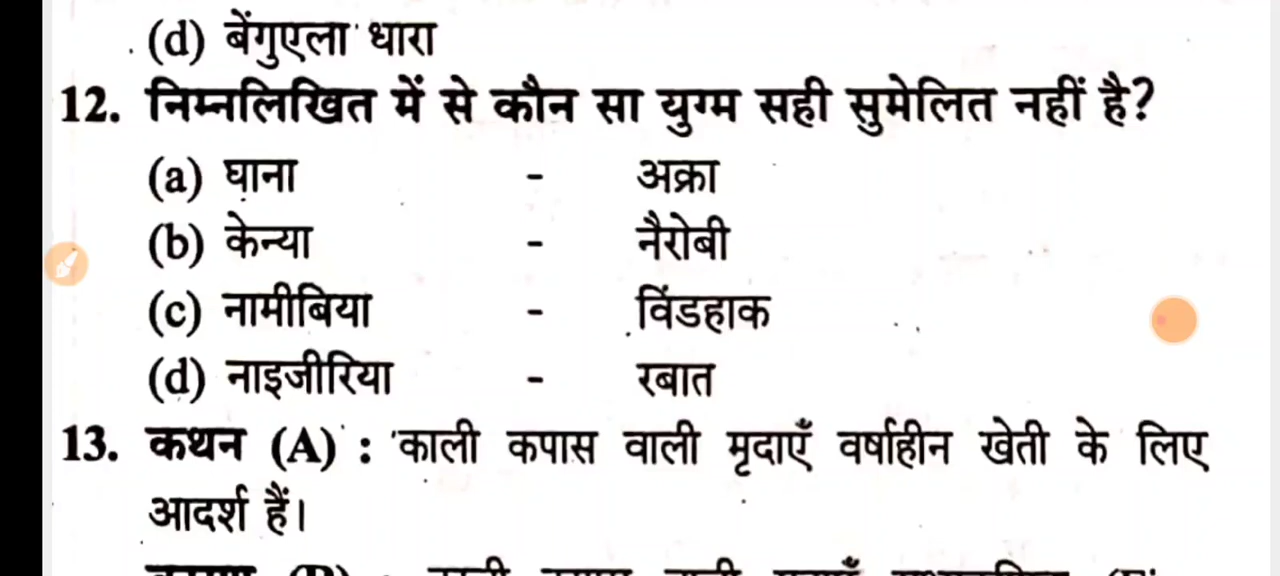 (d) बेंगुएला धारा
12. निम्नलिखित में से कौन सा युग्म सही सुमेलित नहीं है?
(a) घाना - अक्रा
(b) केन्या - नैरोबी
(c) नामीबिया - विंडहाक
(d) नाइजीरिया - रबात
13. कथन (A) : काली कपास वाली मृदाएँ वर्षाहीन खेती के लिए
आदर्श हैं।